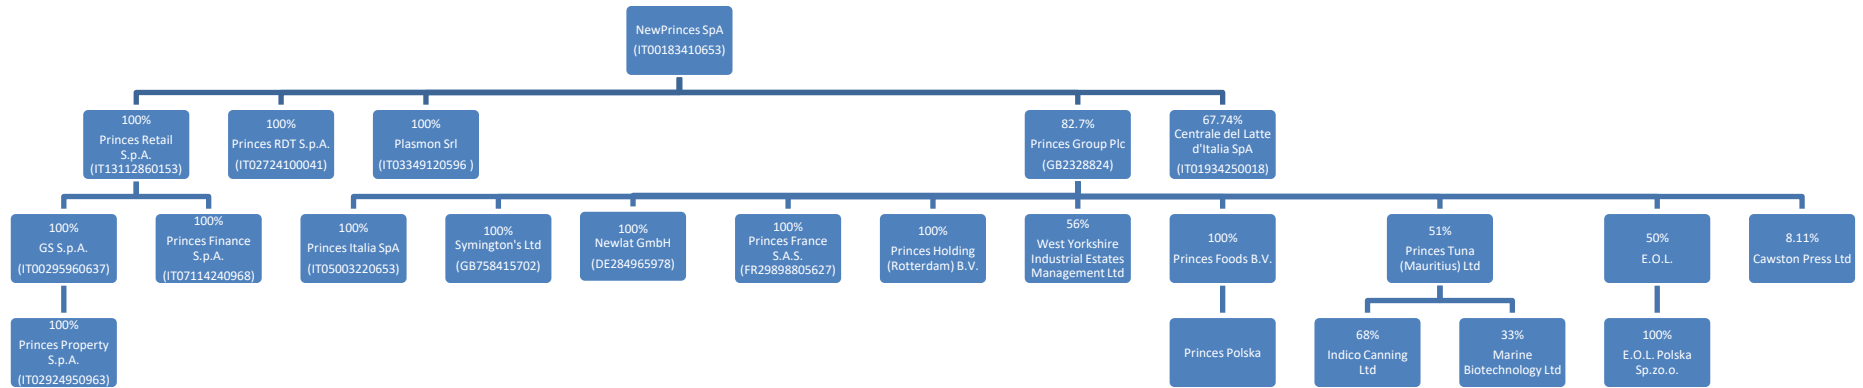 NewPrinces SpA
(IT00183410653)
100%
Princes Retail
S.p.A.
(IT13112860153)
100%
Princes RDT S.p.A.
(IT02724100041)
100%
Plasmon Srl
(IT03349120596 )
82.7%
Princes Group Plc
(GB2328824)
67.74%
Centrale del Latte
d'Italia SpA
(IT01934250018)
100%
GS S.p.A.
(IT00295960637)
100%
Princes Finance
S.p.A.
(IT07114240968)
100%
Princes Italia SpA
(IT05003220653)
100%
Symington's Ltd
(GB758415702)
100%
Newlat GmbH
(DE284965978)
100%
Princes France
S.A.S.
(FR29898805627)
100%
Princes Holding
(Rotterdam) B.V.
56%
West Yorkshire
Industrial Estates
Management Ltd
100%
Princes Foods B.V.
51%
Princes Tuna
(Mauritius) Ltd
50%
E.O.L.
8.11%
Cawston Press Ltd
100%
Princes Property
S.p.A.
(IT02924950963)
Princes Polska
68%
Indico Canning
Ltd
33%
Marine
Biotechnology Ltd
100%
E.O.L. Polska
Sp.zo.o.